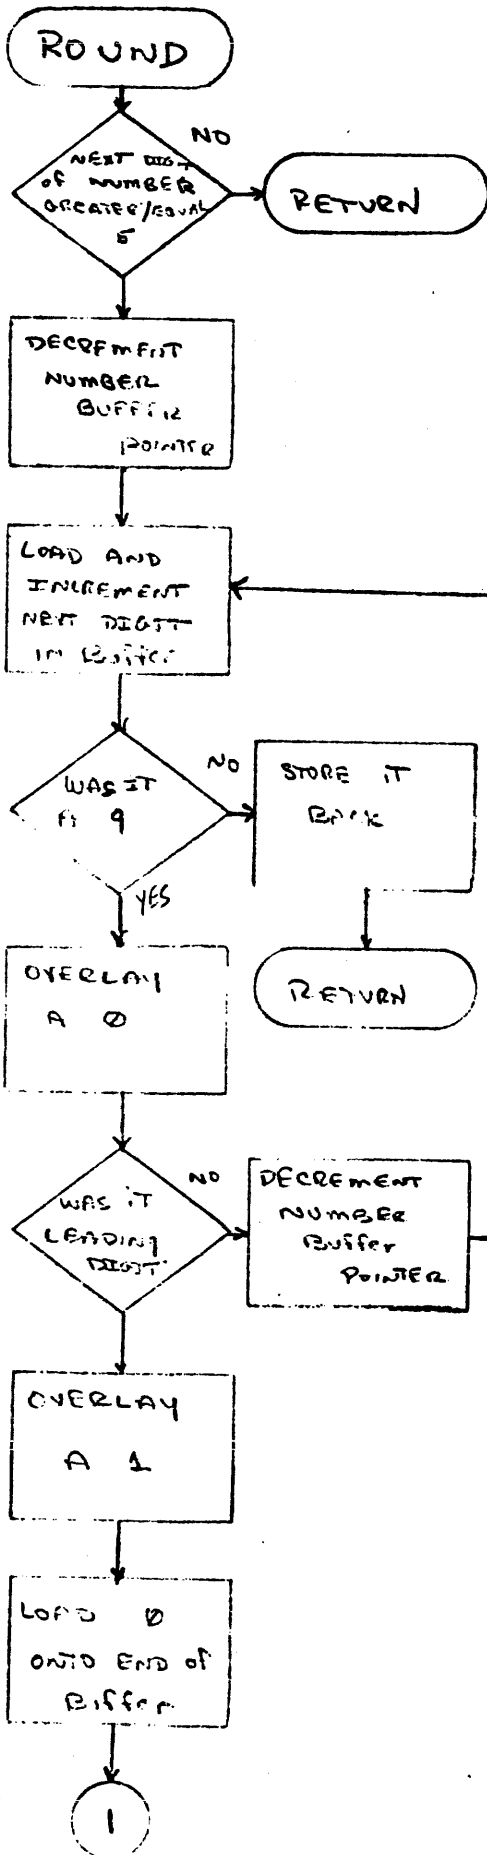 ROUND
NO
NEXT DIGIT
OF NUMBER
GREATER/EQUAL
5
RETURN
DECREMENT
NUMBER
BUFFER
POINTER
LOAD AND
INCREMENT
NEXT DIGIT
IN Buffer
WAS IT
A 9
NO
YES
STORE IT
BACK
RETURN
OVERLAY
A 0
WAS IT
LEADING
DIGIT
NO
DECREMENT
NUMBER
Buffer
POINTER
OVERLAY
A 1
LOAD 0
ONTO END OF
Buffer
1